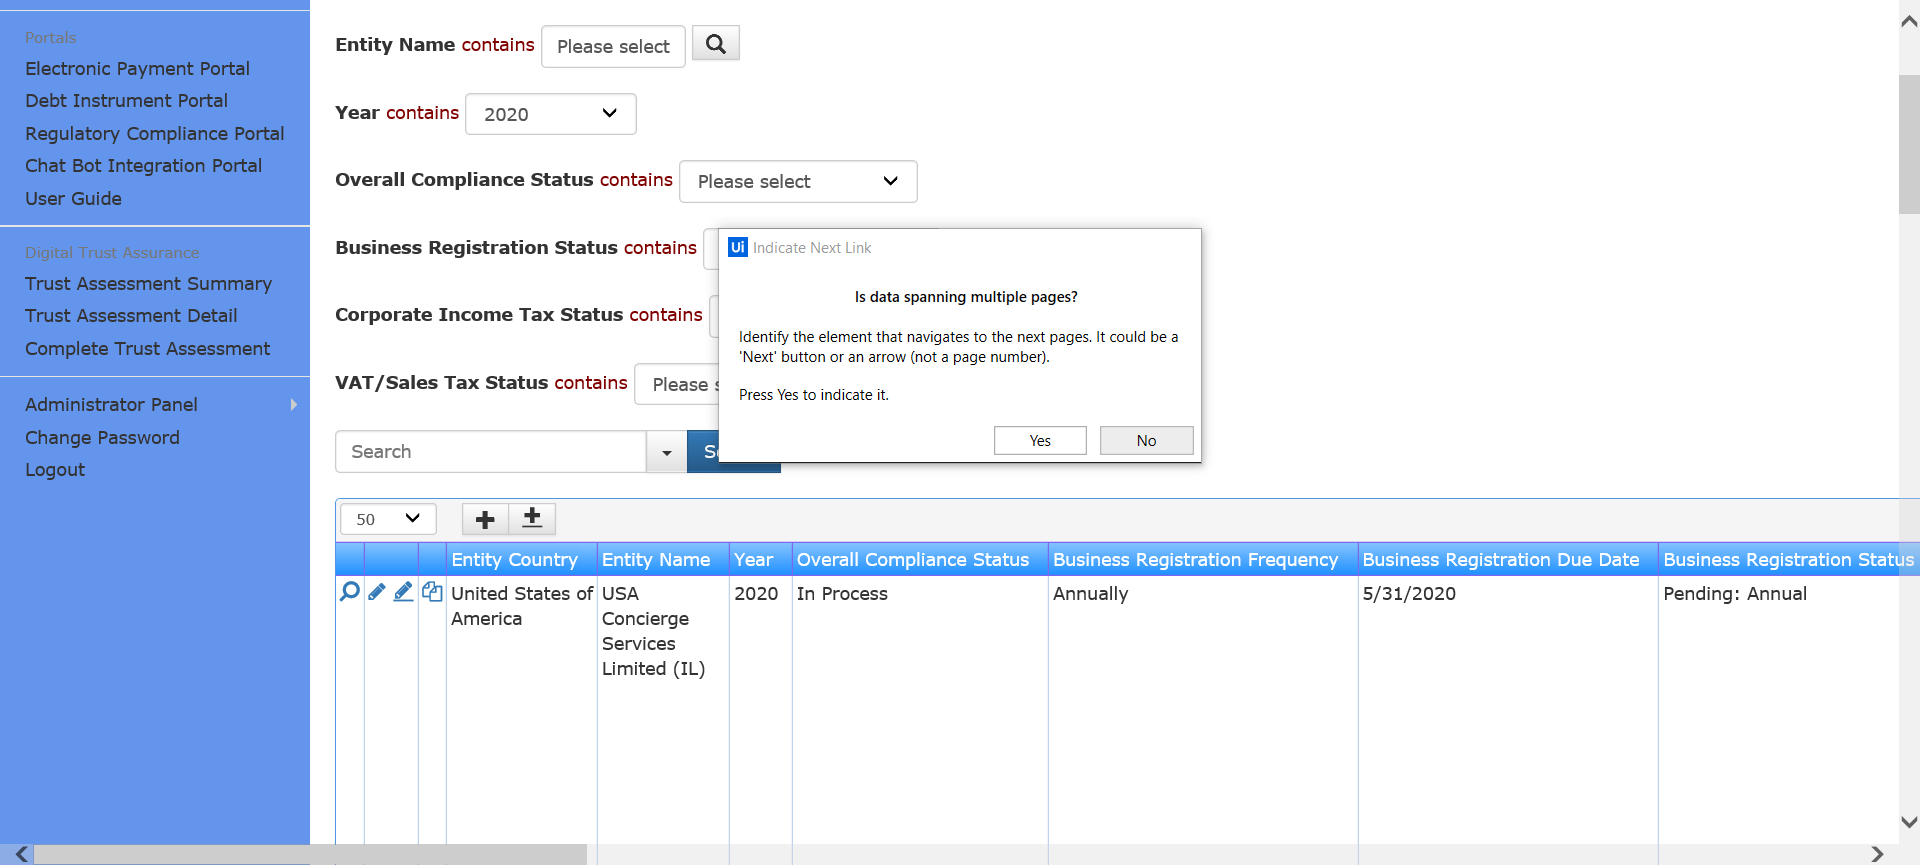 Portals
Electronic Payment Portal
Debt Instrument Portal
Regulatory Compliance Portal
Chat Bot Integration Portal
User Guide
Digital Trust Assurance
Trust Assessment Summary
Trust Assessment Detail
Complete Trust Assessment
Administrator Panel
Change Password
Logout
Entity Name contains Please select
Year contains 2020
Overall Compliance Status contains Please select
Business Registration Status contains
Corporate Income Tax Status contains
VAT/Sales Tax Status contains Please
Search
Ui Indicate Next Link
Is data spanning multiple pages?
Identify the element that navigates to the next pages. It could be a
'Next' button or an arrow (not a page number).
Press Yes to indicate it.
Yes No
50
Entity Country Entity Name Year Overall Compliance Status Business Registration Frequency Business Registration Due Date Business Registration Status
United States of USA 2020 In Process Annually 5/31/2020 Pending: Annual
America Concierge
Services
Limited (IL)